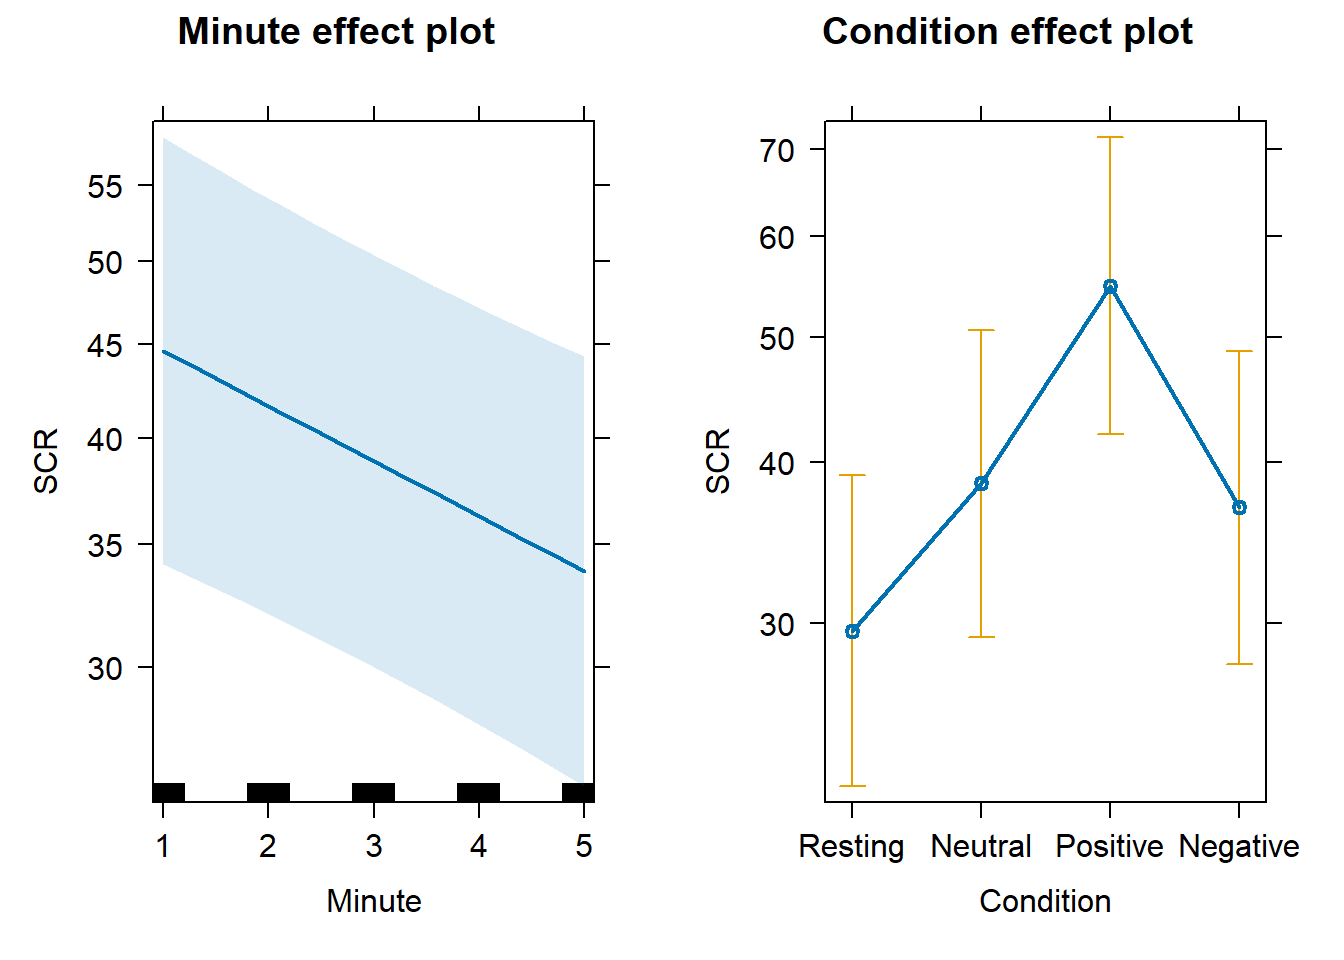 Minute effect plot
55
50
45
40
35
30
SCR
1 2 3 4 5
Minute
Condition effect plot
70
60
50
40
30
SCR
Resting Neutral Positive Negative
Condition